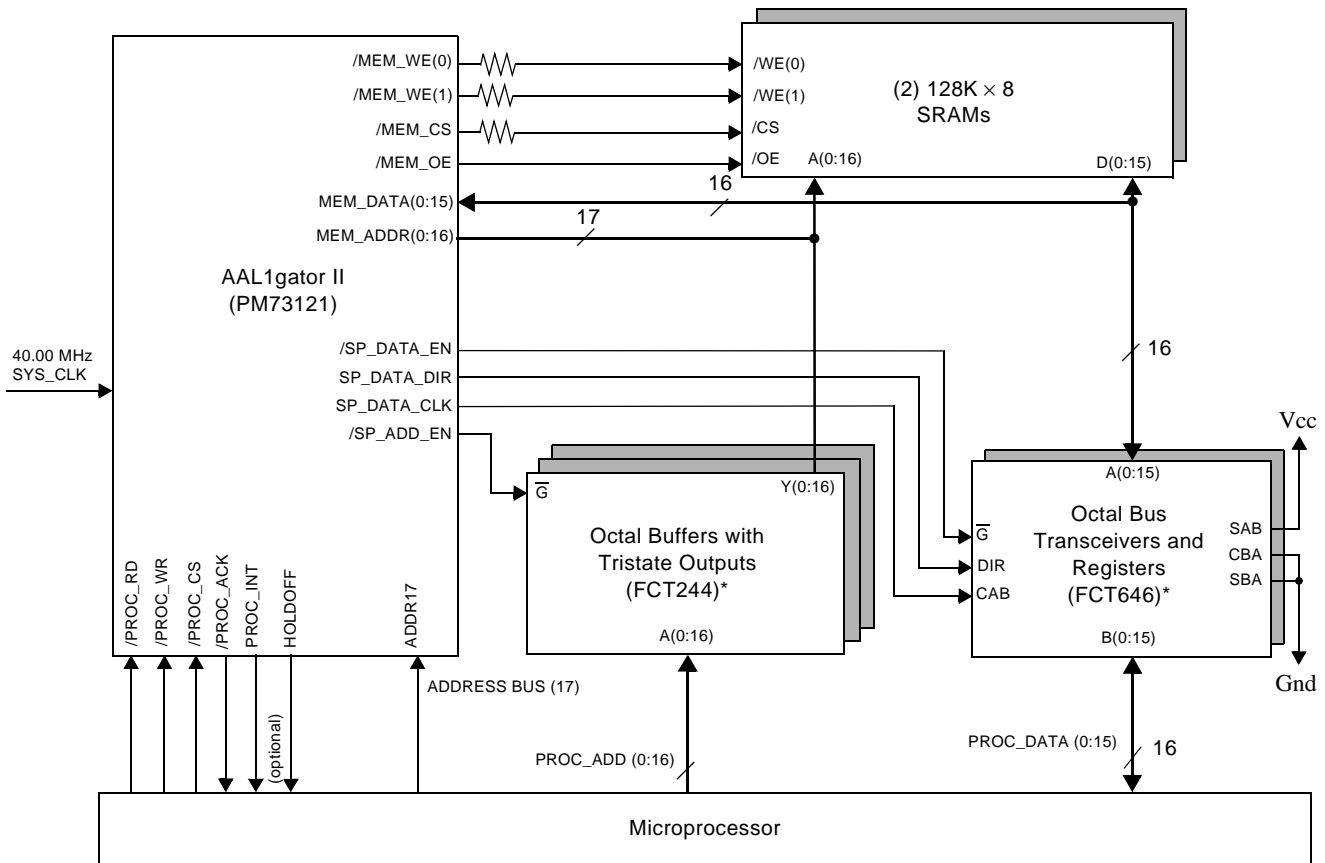 /MEM_WE(0)
/MEM_WE(1)
/MEM_CS
/MEM_OE
MEM_DATA(0:15)
MEM_ADDR(0:16)
AAL1gator II
(PM73121)
40.00 MHz
SYS_CLK
/SP_DATA_EN
SP_DATA_DIR
SP_DATA_CLK
/SP_ADD_EN
/PROC_RD
/PROC_WR
/PROC_CS
/PROC_ACK
PROC_INT
HOLDOFF
ADDR17
(optional)
ADDRESS BUS (17)
/WE(0)
/WE(1)
/CS
/OE
A(0:16)
(2) 128K × 8
SRAMs
D(0:15)
16
17
16
G
Y(0:16)
Octal Buffers with
Tristate Outputs
(FCT244)*
A(0:16)
PROC_ADD (0:16)
A(0:15)
Octal Bus
Transceivers and
Registers
(FCT646)*
G
DIR
CAB
SAB
CBA
SBA
B(0:15)
Vcc
Gnd
PROC_DATA (0:15)
16
Microprocessor